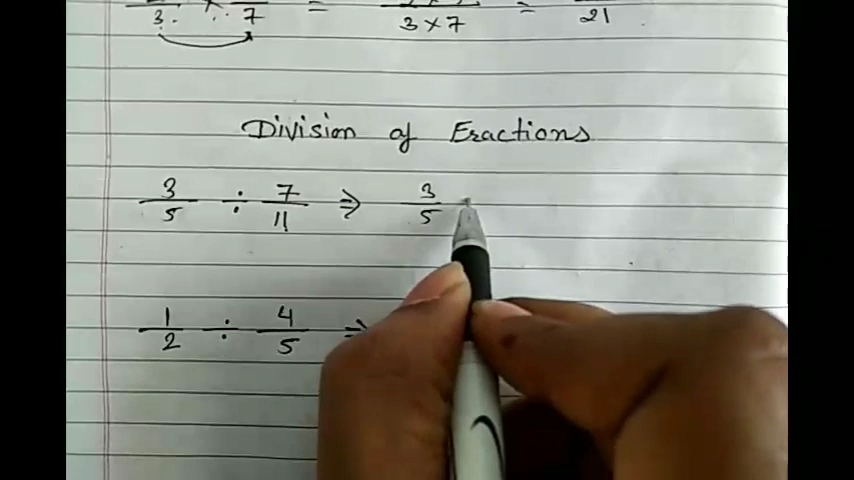 3 × 7 = 3 × 7 = 21
Division of Fractions
3/5 ÷ 7/11 ⇒ 3/5
1/2 ÷ 4/5 ⇒